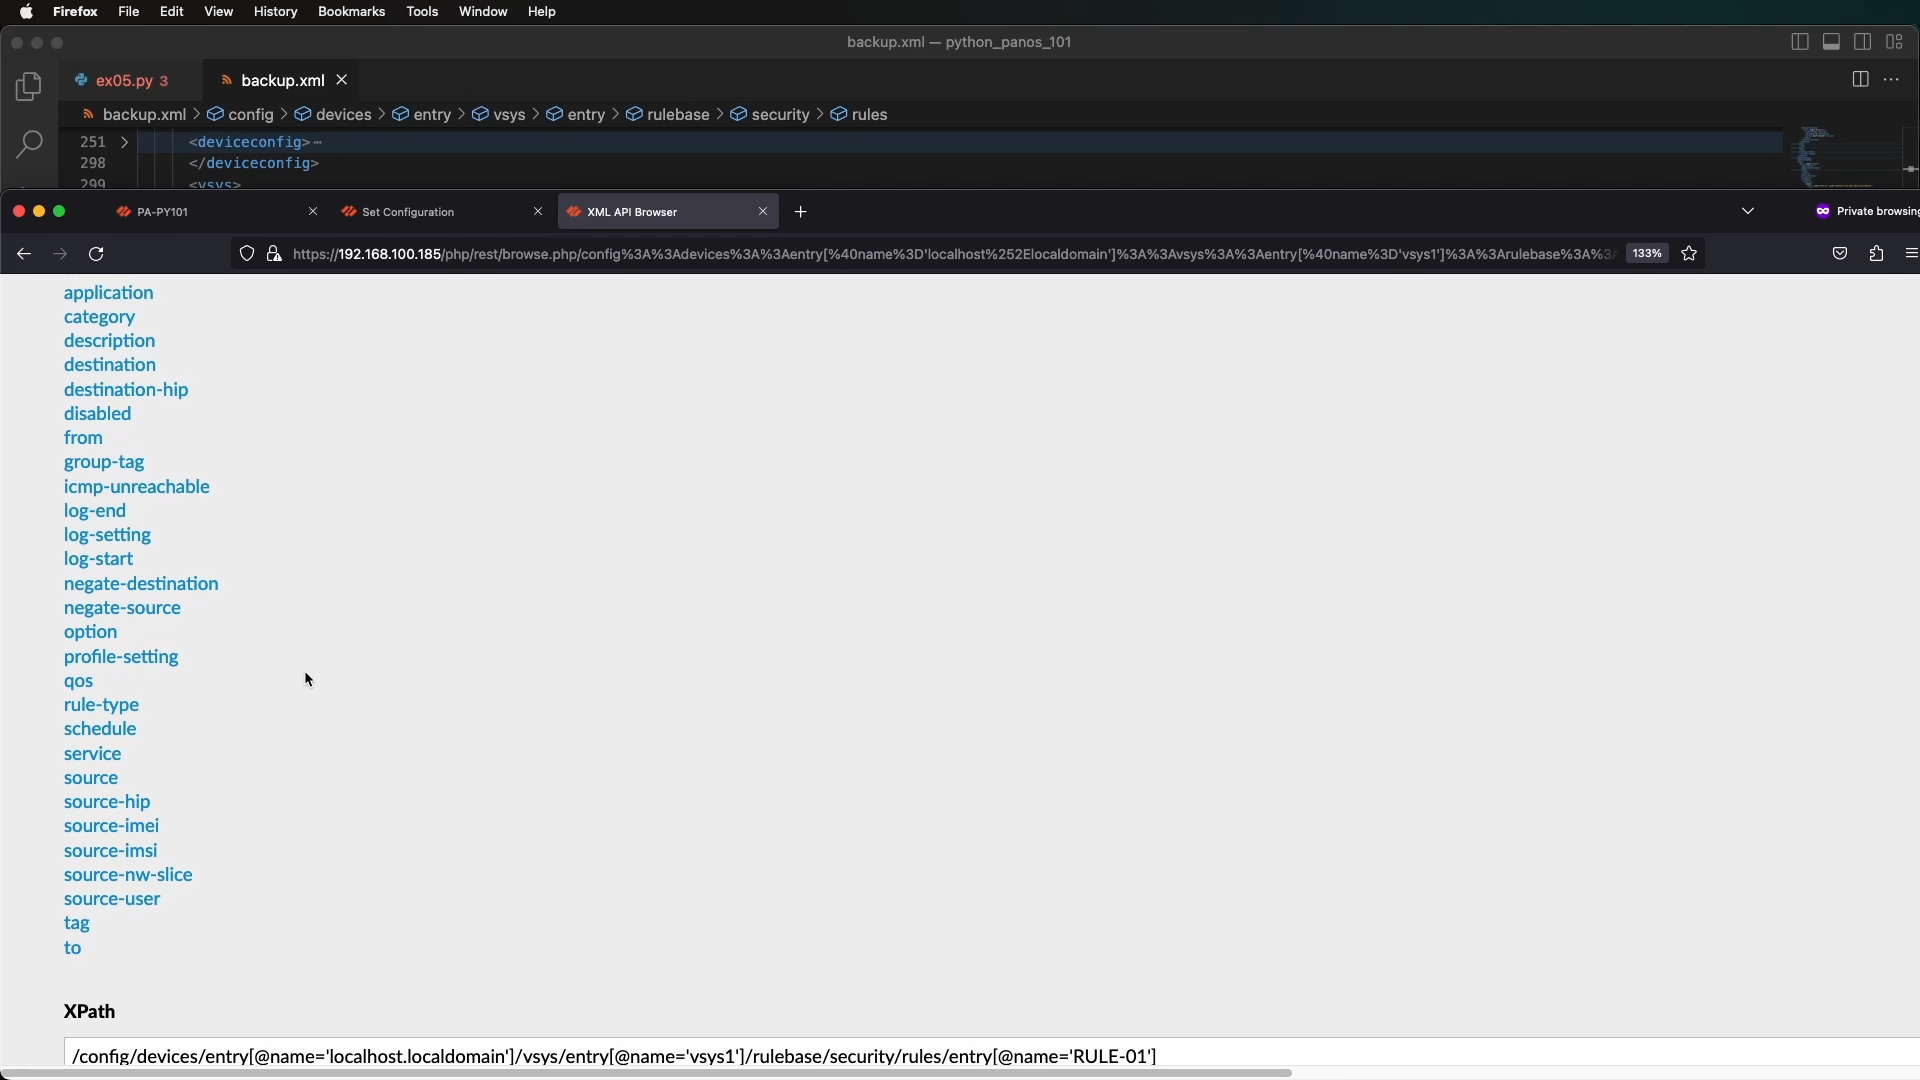 Firefox File Edit View History Bookmarks Tools Window Help
backup.xml — python_panos_101
ex05.py 3 backup.xml
backup.xml > config > devices > entry > vsys > entry > rulebase > security > rules
251 <deviceconfig>
298 </deviceconfig>
299 <vsys>
PA-PY101 Set Configuration XML API Browser Private browsing
https://192.168.100.185/php/rest/browse.php/config%3A%3Adevices%3A%3Aentry[%40name%3D'localhost%252Elocaldomain']%3A%3Avsys%3A%3Aentry[%40name%3D'vsys1']%3A%3Arulebase%3A%3A 133%
application
category
description
destination
destination-hip
disabled
from
group-tag
icmp-unreachable
log-end
log-setting
log-start
negate-destination
negate-source
option
profile-setting
qos
rule-type
schedule
service
source
source-hip
source-imei
source-imsi
source-nw-slice
source-user
tag
to
XPath
/config/devices/entry[@name='localhost.localdomain']/vsys/entry[@name='vsys1']/rulebase/security/rules/entry[@name='RULE-01']